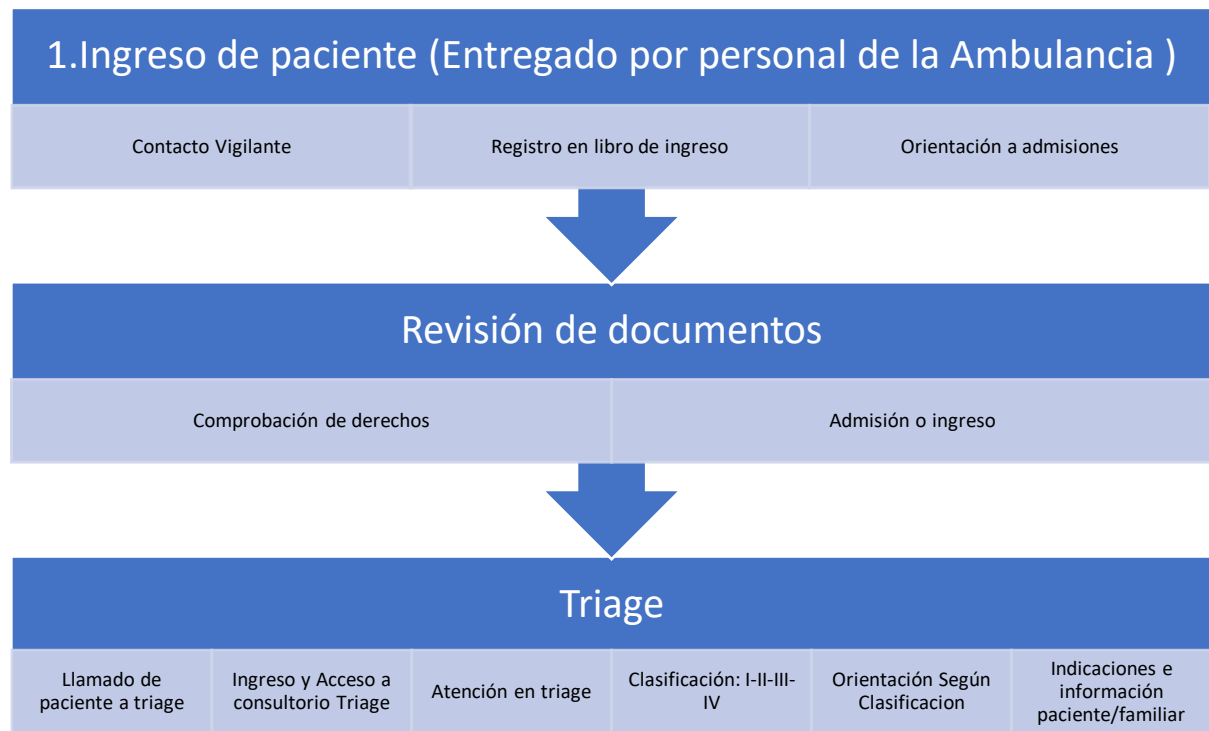 1.Ingreso de paciente (Entregado por personal de la Ambulancia )
Contacto Vigilante
Registro en libro de ingreso
Orientación a admisiones
Revisión de documentos
Comprobación de derechos
Admisión o ingreso
Triage
Llamado de
paciente a triage
Ingreso y Acceso a
consultorio Triage
Atención en triage
Clasificación: I-II-III-
IV
Orientación Según
Clasificacion
Indicaciones e
información
paciente/familiar